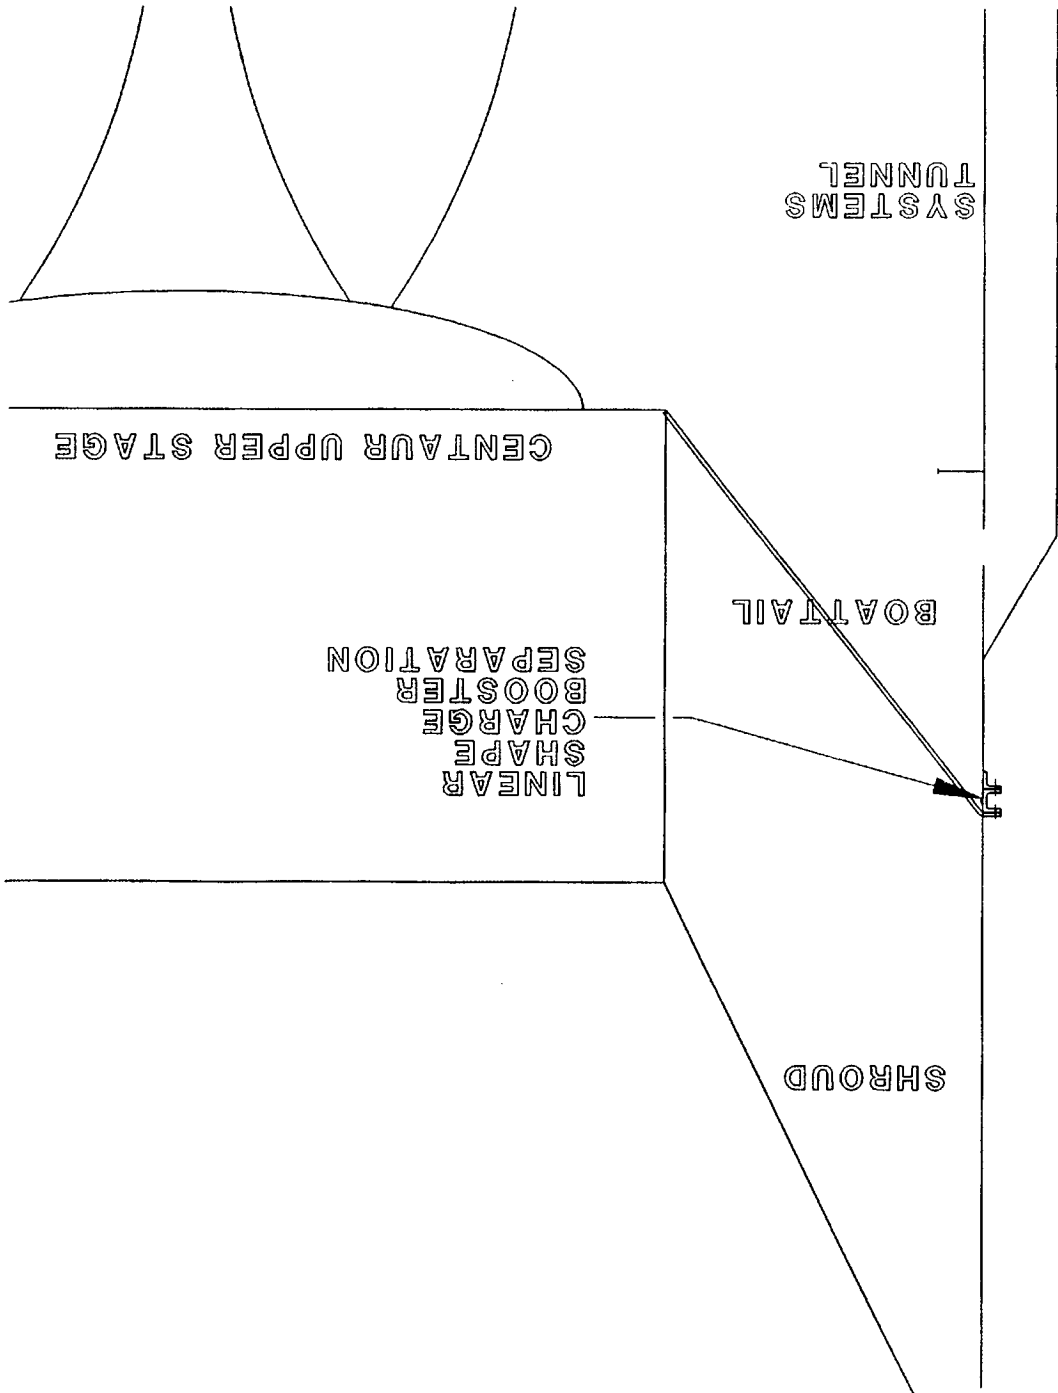 SHROUD
LINEAR
SHAPE
CHARGE
BOOSTER
SEPARATION
BOATTAIL
CENTAUR UPPER STAGE
SYSTEMS
TUNNEL